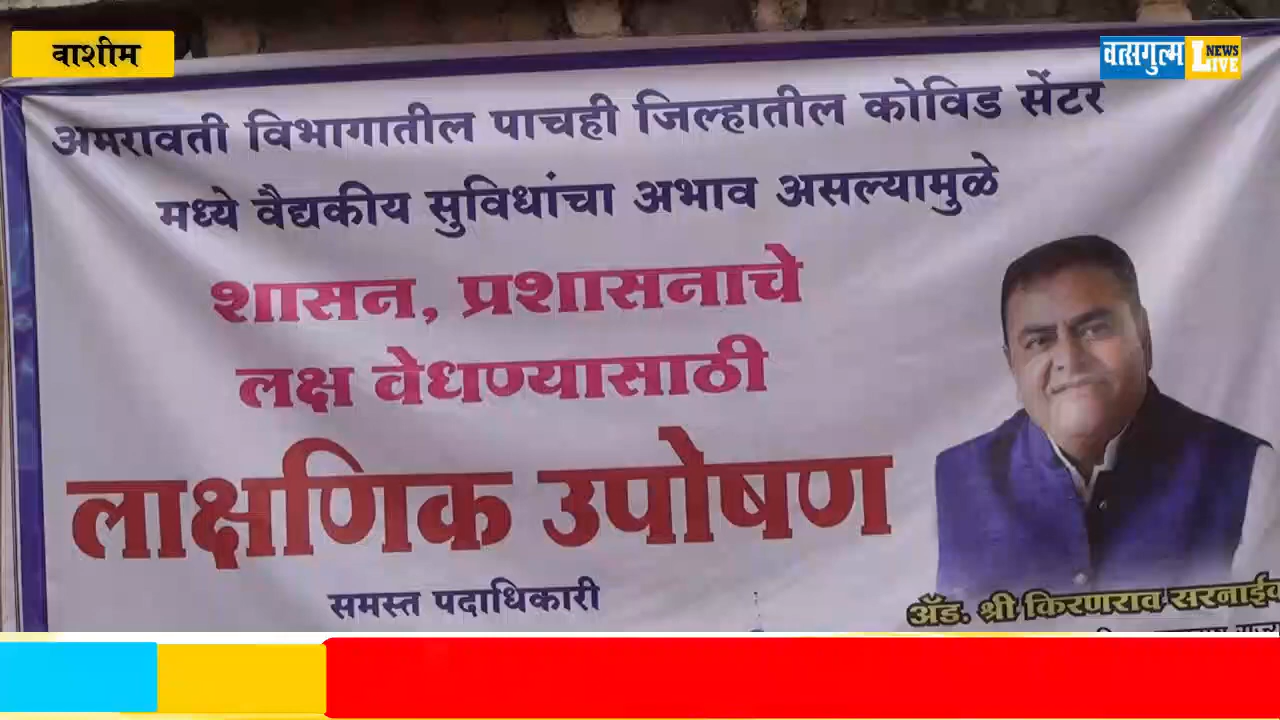 वाशीम
वत्सगुल्म LIVE NEWS
अमरावती विभागातील पाचही जिल्हातील कोविड सेंटर
मध्ये वैद्यकीय सुविधांचा अभाव असल्यामुळे
शासन, प्रशासनाचे
लक्ष वेधण्यासाठी
लाक्षणिक उपोषण
समस्त पदाधिकारी
ॲड. श्री किरणराव सरनाईक